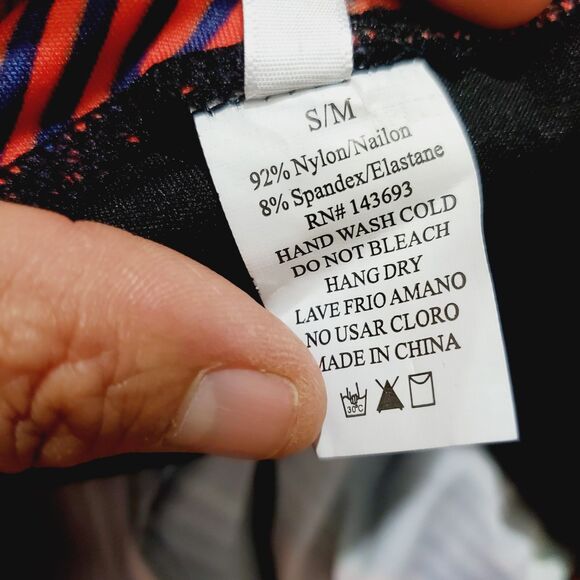 S/M
92% Nylon/Nailon
8% Spandex/Elastane
RN# 143693
HAND WASH COLD
DO NOT BLEACH
HANG DRY
LAVE FRIO AMANO
NO USAR CLORO
MADE IN CHINA
30°C